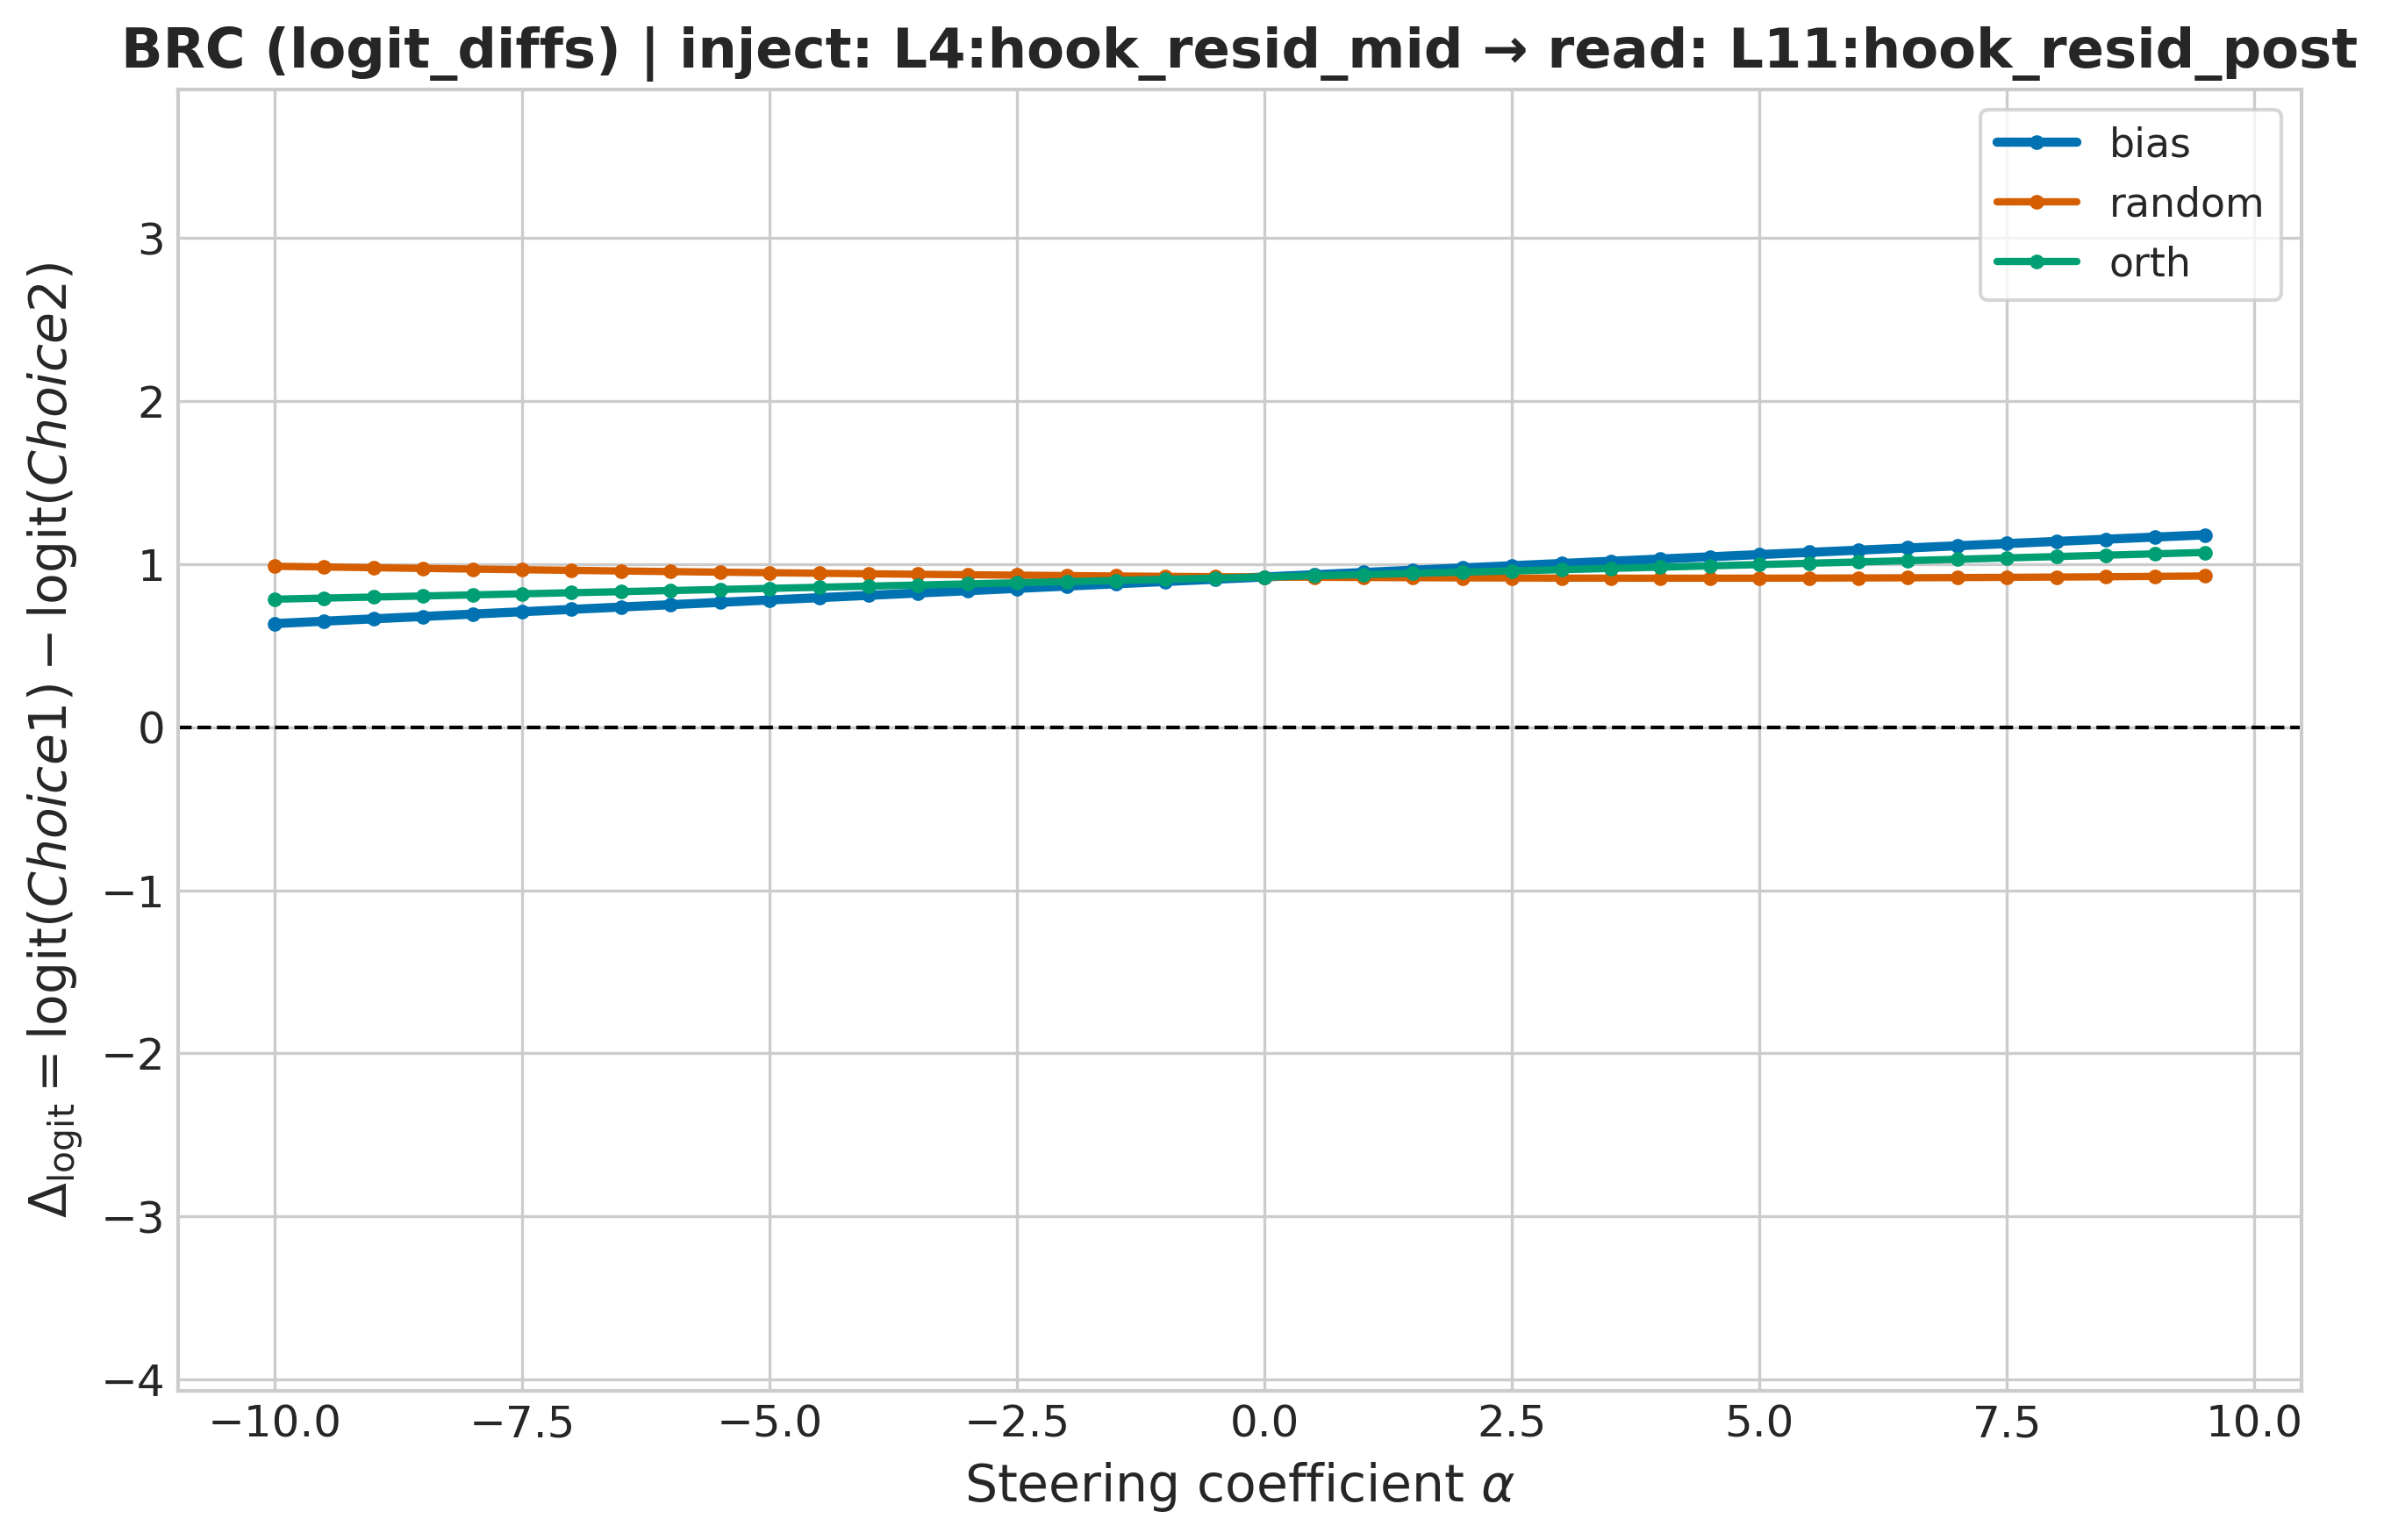 BRC (logit_diffs) | inject: L4:hook_resid_mid → read: L11:hook_resid_post
Δlogit = logit(Choice1) − logit(Choice2)
3
2
1
0
−1
−2
−3
−4
bias
random
orth
−10.0 −7.5 −5.0 −2.5 0.0 2.5 5.0 7.5 10.0
Steering coefficient α